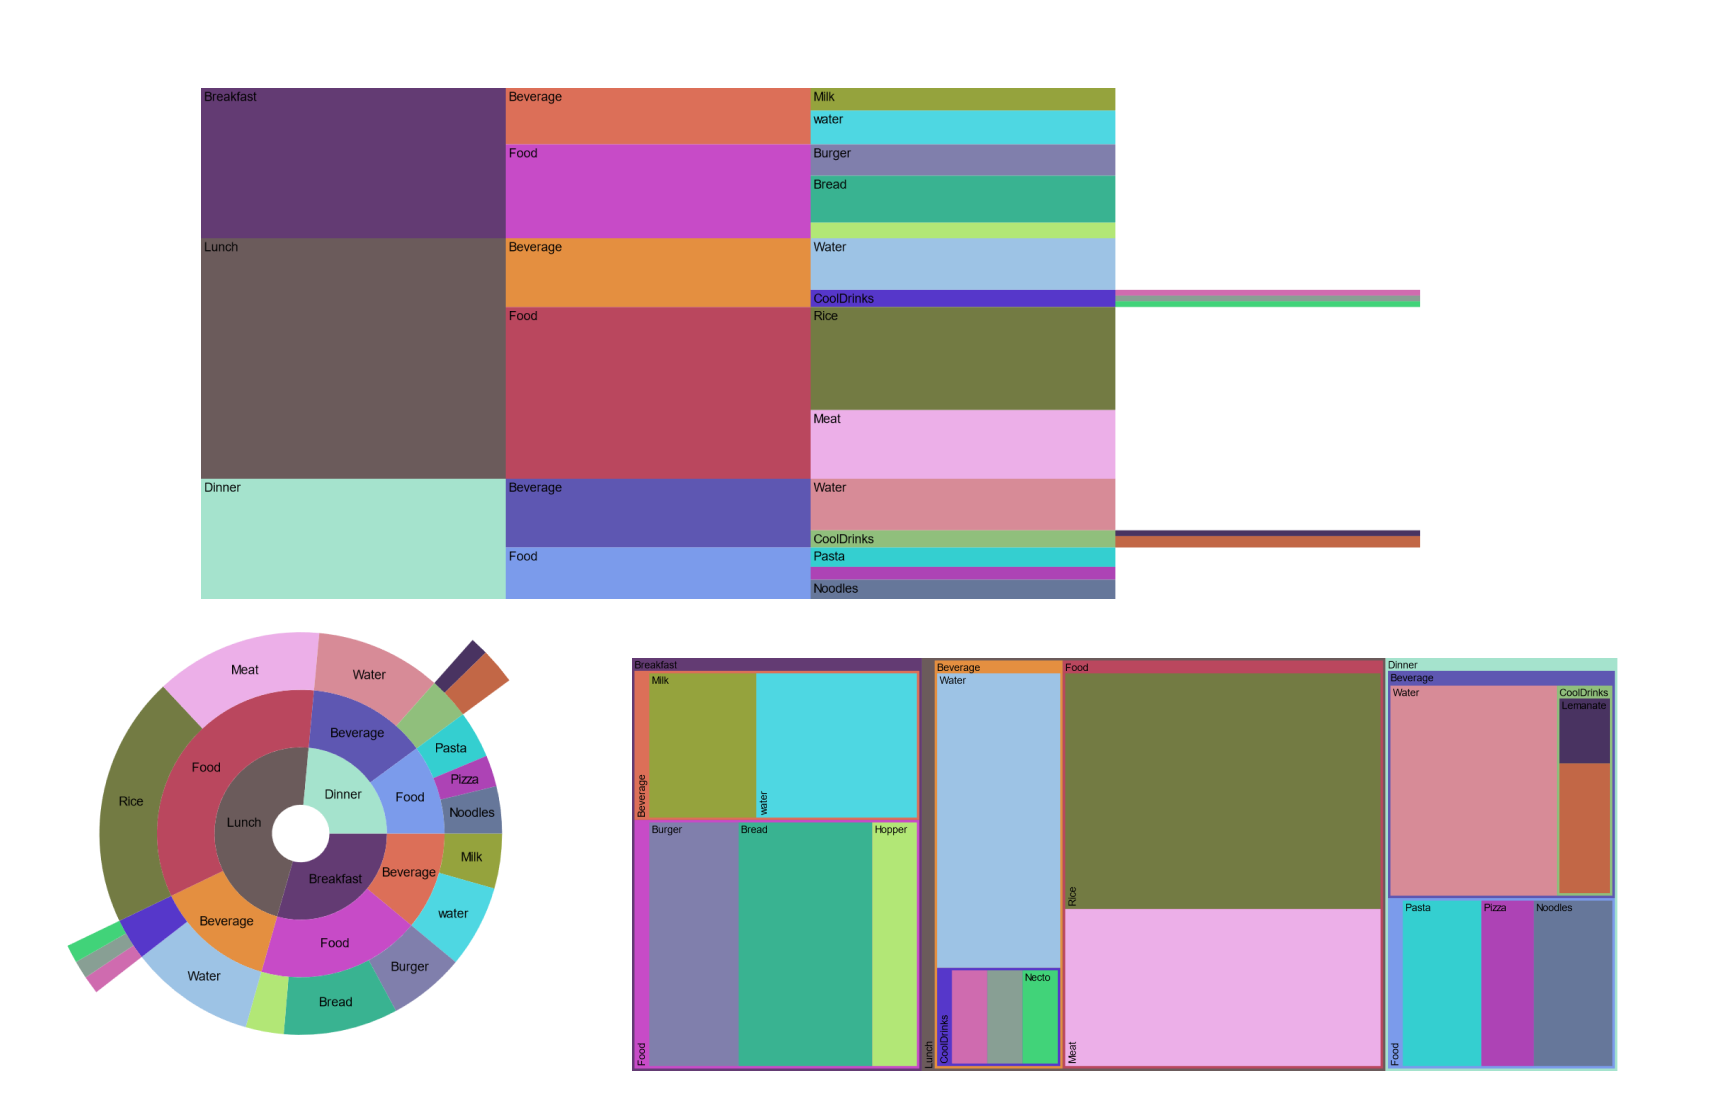 Breakfast
Beverage
Milk
water
Food
Burger
Bread
Lunch
Beverage
Water
CoolDrinks
Food
Rice
Meat
Dinner
Beverage
Water
CoolDrinks
Food
Pasta
Noodles
Meat
Water
Beverage
Pasta
Food
Pizza
Rice
Dinner
Food
Noodles
Lunch
Milk
Beverage
Breakfast
water
Beverage
Food
Burger
Water
Bread
Breakfast
Milk
Beverage
water
Burger
Bread
Hopper
Food
Lunch
Beverage
Water
CoolDrinks
Necto
Food
Rice
Meat
Dinner
Beverage
Water
CoolDrinks
Lemanate
Pasta
Pizza
Noodles
Food